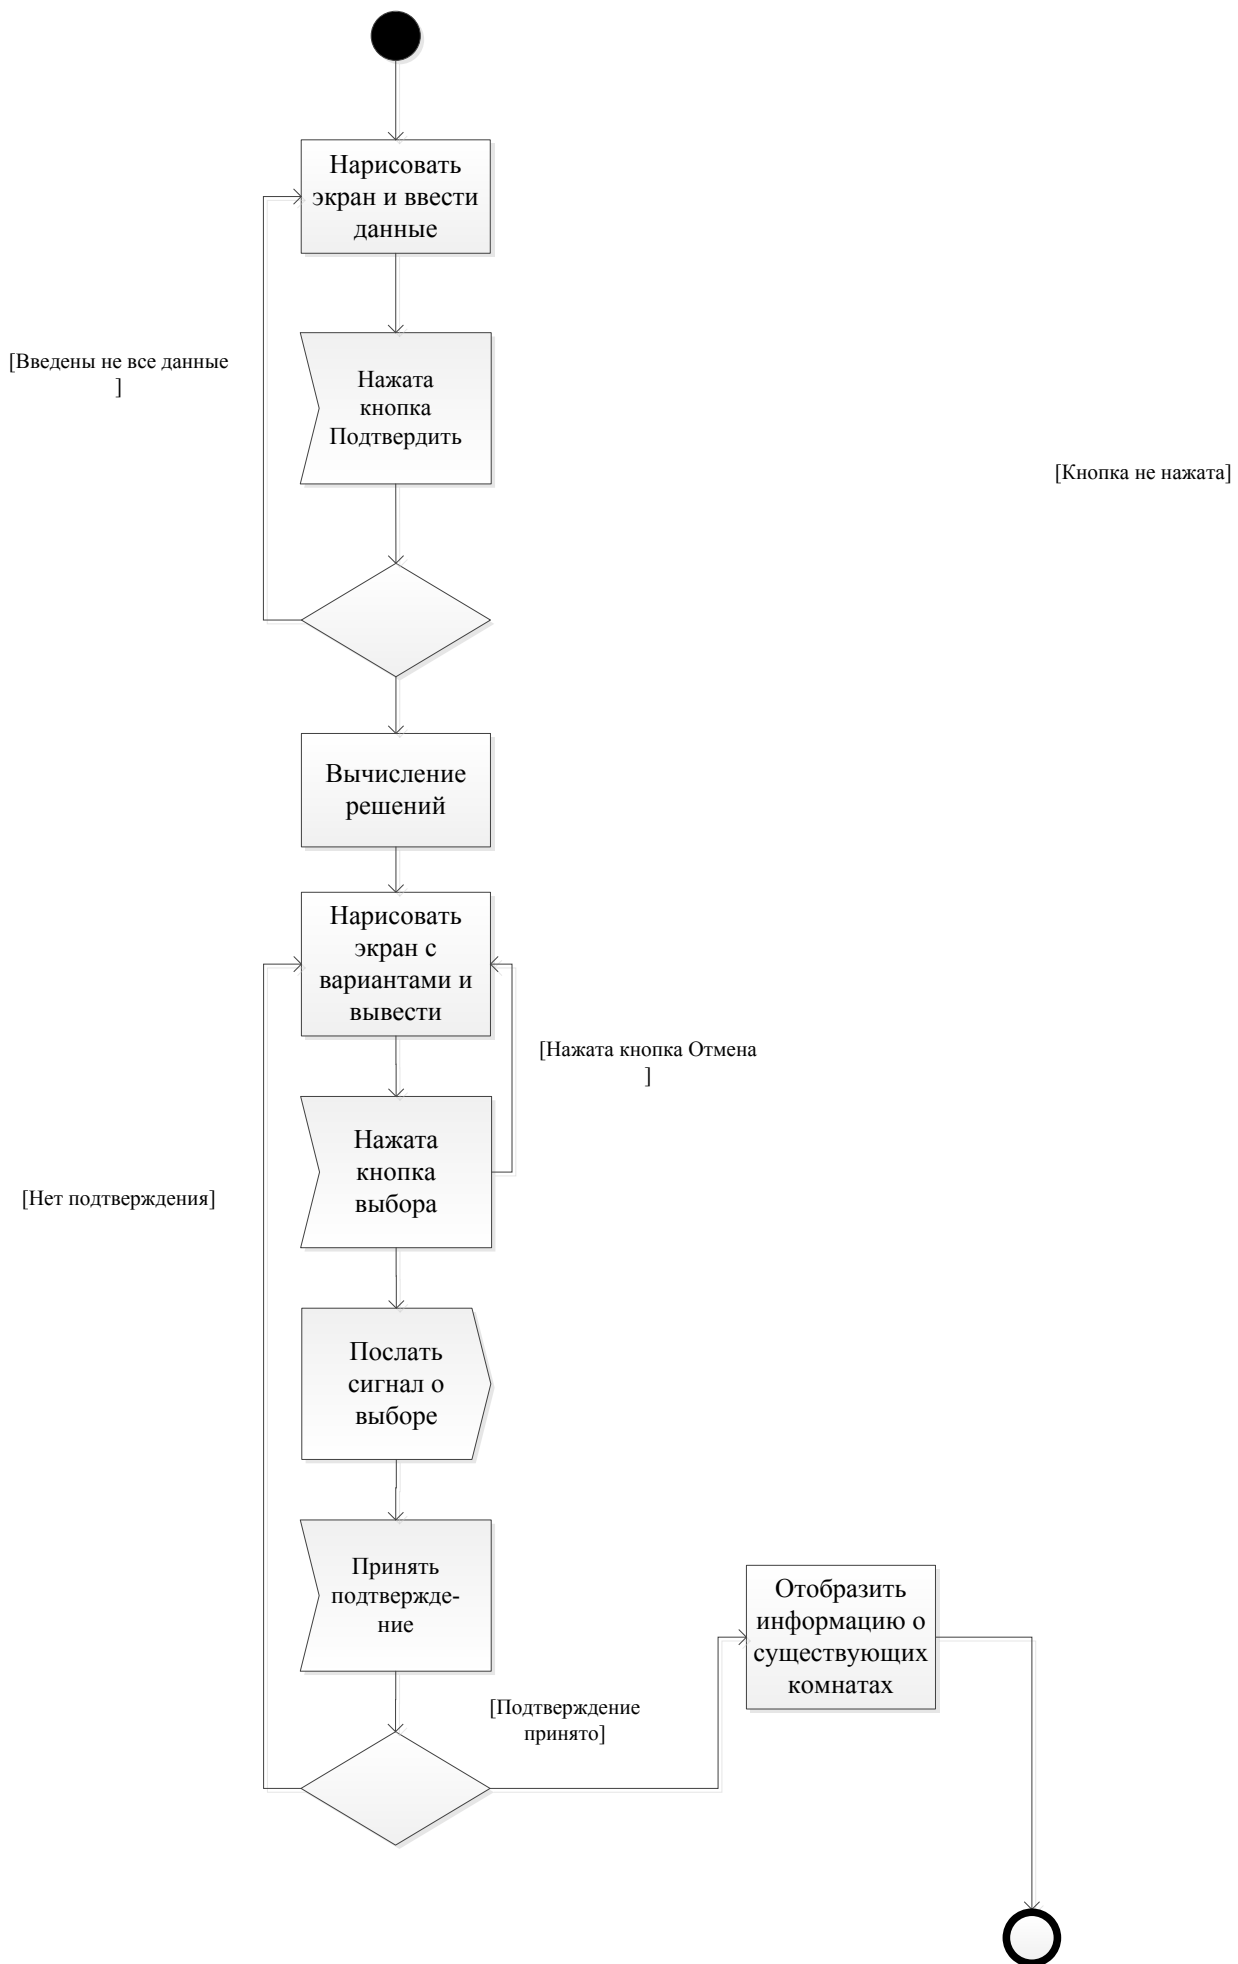 Нарисовать
экран и ввести
данные
[Введены не все данные
]
Нажата
кнопка
Подтвердить
[Кнопка не нажата]
Вычисление
решений
Нарисовать
экран с
вариантами и
вывести
[Нажата кнопка Отмена
]
Нажата
кнопка
выбора
[Нет подтверждения]
Послать
сигнал о
выборе
Принять
подтвержде-
ние
Отобразить
информацию о
существующих
комнатах
[Подтверждение
принято]